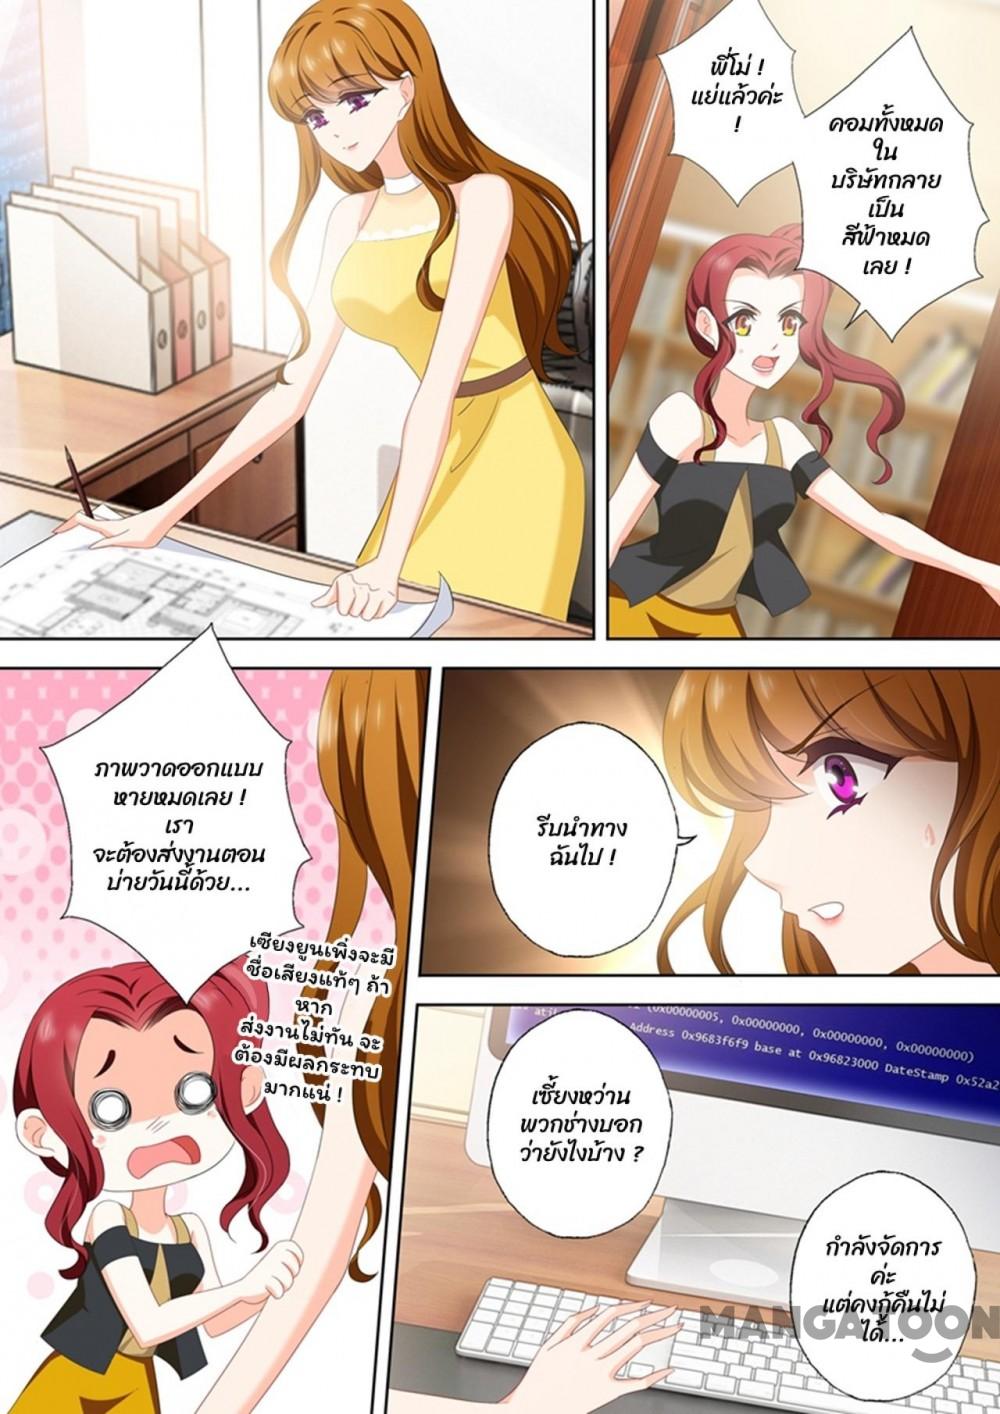 พี่โม่ !
แย่แล้วค่ะ
!
คอมทั้งหมด
ใน
บริษัทกลาย
เป็น
สีฟ้าหมด
เลย !
ภาพวาดออกแบบ
หายหมดเลย !
เรา
จะต้องส่งงานตอน
บ่ายวันนี้ด้วย...
เซียงยูนเพิ่งจะมี
ชื่อเสียงแท้ๆ ถ้า
หาก
ส่งงานไม่ทัน จะ
ต้องมีผลกระทบ
มากแน่ !
รีบนำทาง
ฉันไป !
(0x00000005, 0x00000000, 0x00000000, 0x00000000)
Address 0x9683f6f9 base at 0x96823000 DateStamp 0x52a2
เซี้ยงหว่าน
พวกช่างบอก
ว่ายังไงบ้าง ?
กำลังจัดการ
ค่ะ
แต่คงกู้คืนไม่
ได้...
MANGATOON